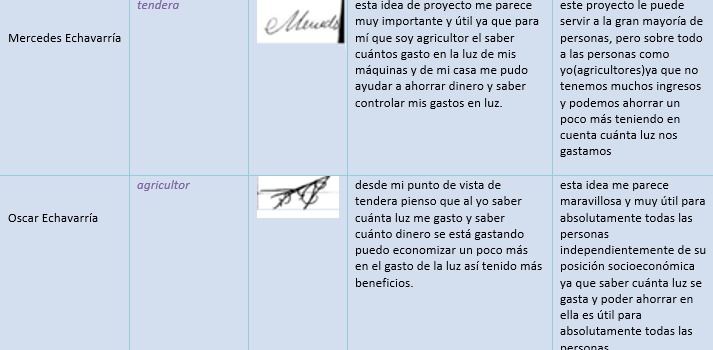 tendera
Mercedes Echavarría
Mercedes
esta idea de proyecto me parece
muy importante y útil ya que para
mí que soy agricultor el saber
cuántos gasto en la luz de mis
máquinas y de mi casa me pudo
ayudar a ahorrar dinero y saber
controlar mis gastos en luz.
este proyecto le puede
servir a la gran mayoría de
personas, pero sobre todo
a las personas como
yo(agricultores)ya que no
tenemos muchos ingresos
y podemos ahorrar un
poco más teniendo en
cuenta cuánta luz nos
gastamos
agricultor
Oscar Echavarría
desde mi punto de vista de
tendera pienso que al yo saber
cuánta luz me gasto y saber
cuánto dinero se está gastando
puedo economizar un poco más
en el gasto de la luz así tenido más
beneficios.
esta idea me parece
maravillosa y muy útil para
absolutamente todas las
personas
independientemente de su
posición socioeconómica
ya que saber cuánta luz se
gasta y poder ahorrar en
ella es útil para
absolutamente todas las
personas